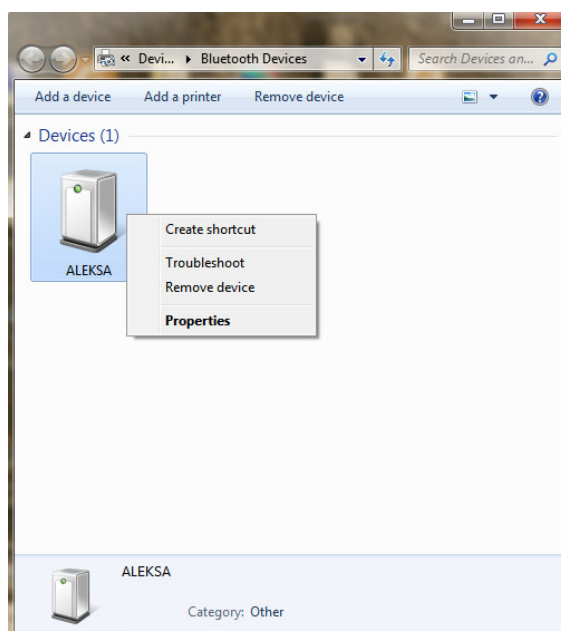 « Devi... ▸ Bluetooth Devices Search Devices an...
Add a device Add a printer Remove device
Devices (1)
ALEKSA
Create shortcut
Troubleshoot
Remove device
Properties
ALEKSA
Category: Other